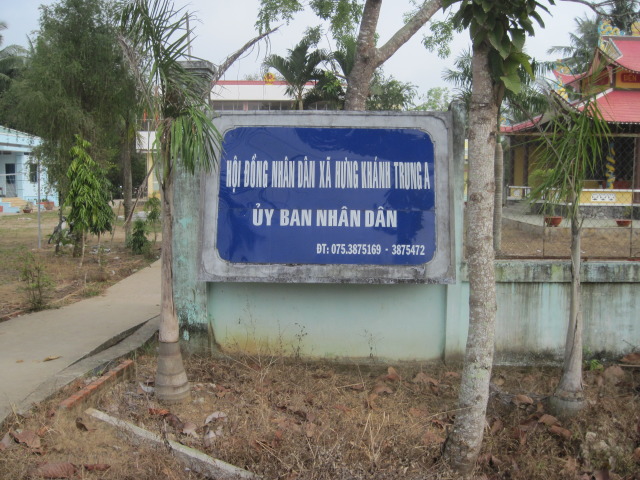 HỘI ĐỒNG NHÂN DÂN XÃ HƯNG KHÁNH TRUNG A
ỦY BAN NHÂN DÂN
ĐT: 075.3875169 - 3875472